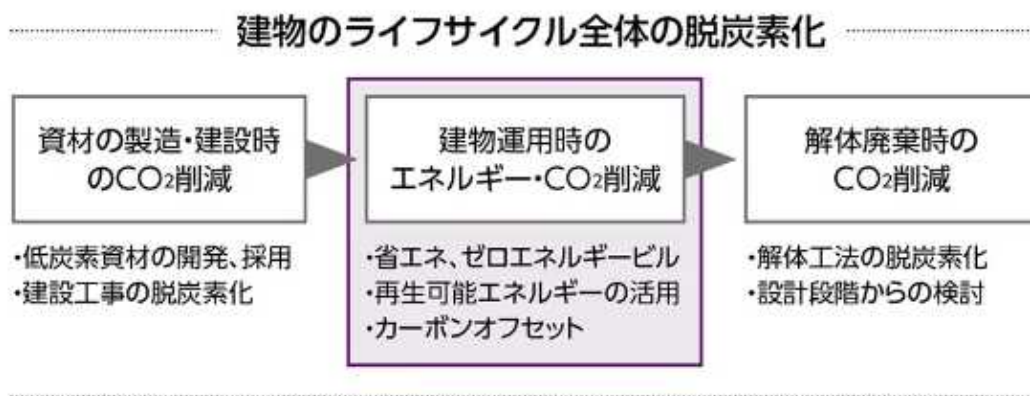 建物のライフサイクル全体の脱炭素化
資材の製造・建設時
のCO₂削減
・低炭素資材の開発、採用
・建設工事の脱炭素化
建物運用時の
エネルギー・CO₂削減
・省エネ、ゼロエネルギービル
・再生可能エネルギーの活用
・カーボンオフセット
解体廃棄時の
CO₂削減
・解体工法の脱炭素化
・設計段階からの検討